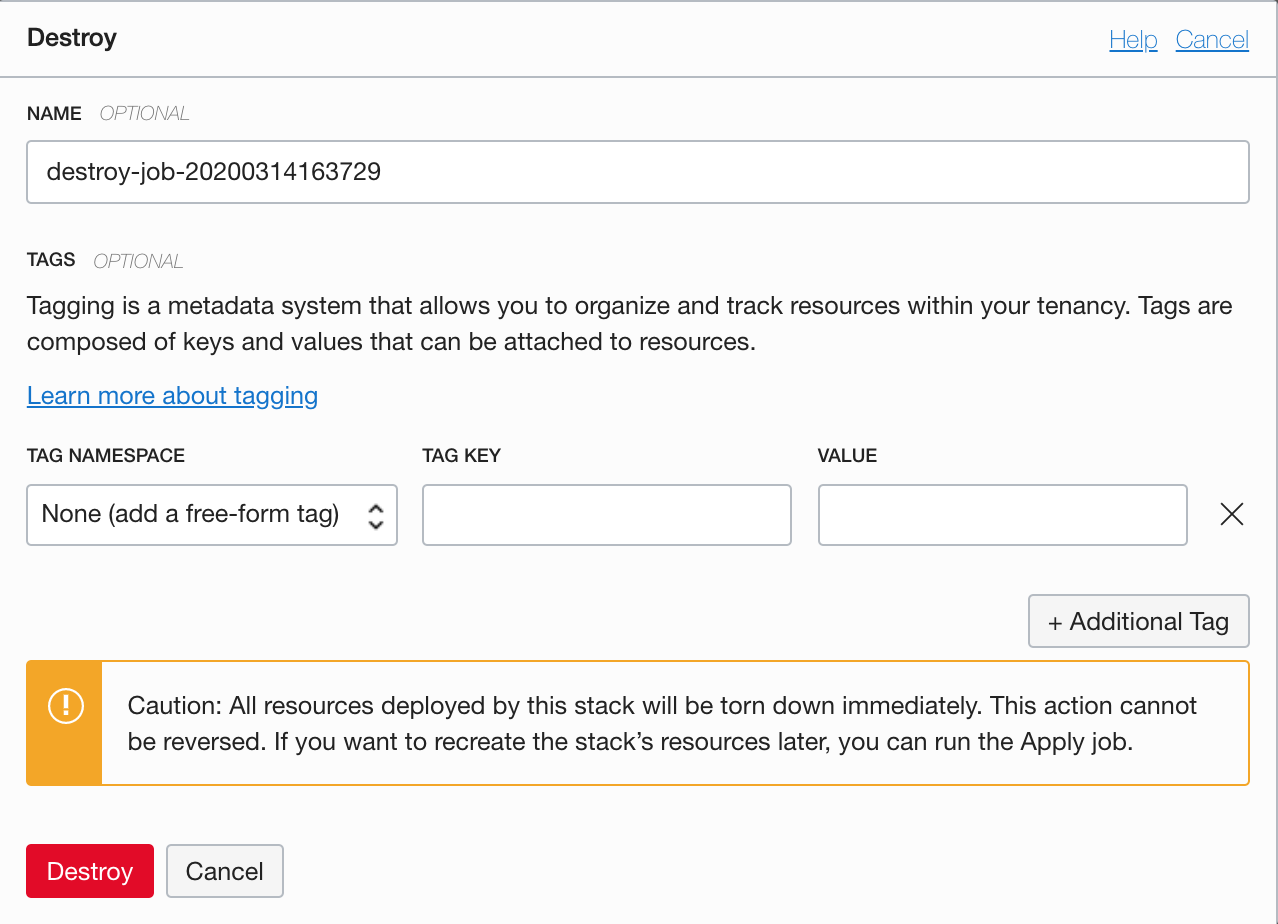 Destroy
Help Cancel
NAME OPTIONAL
destroy-job-20200314163729
TAGS OPTIONAL
Tagging is a metadata system that allows you to organize and track resources within your tenancy. Tags are
composed of keys and values that can be attached to resources.
Learn more about tagging
TAG NAMESPACE TAG KEY VALUE
None (add a free-form tag)
+ Additional Tag
Caution: All resources deployed by this stack will be torn down immediately. This action cannot
be reversed. If you want to recreate the stack’s resources later, you can run the Apply job.
Destroy Cancel